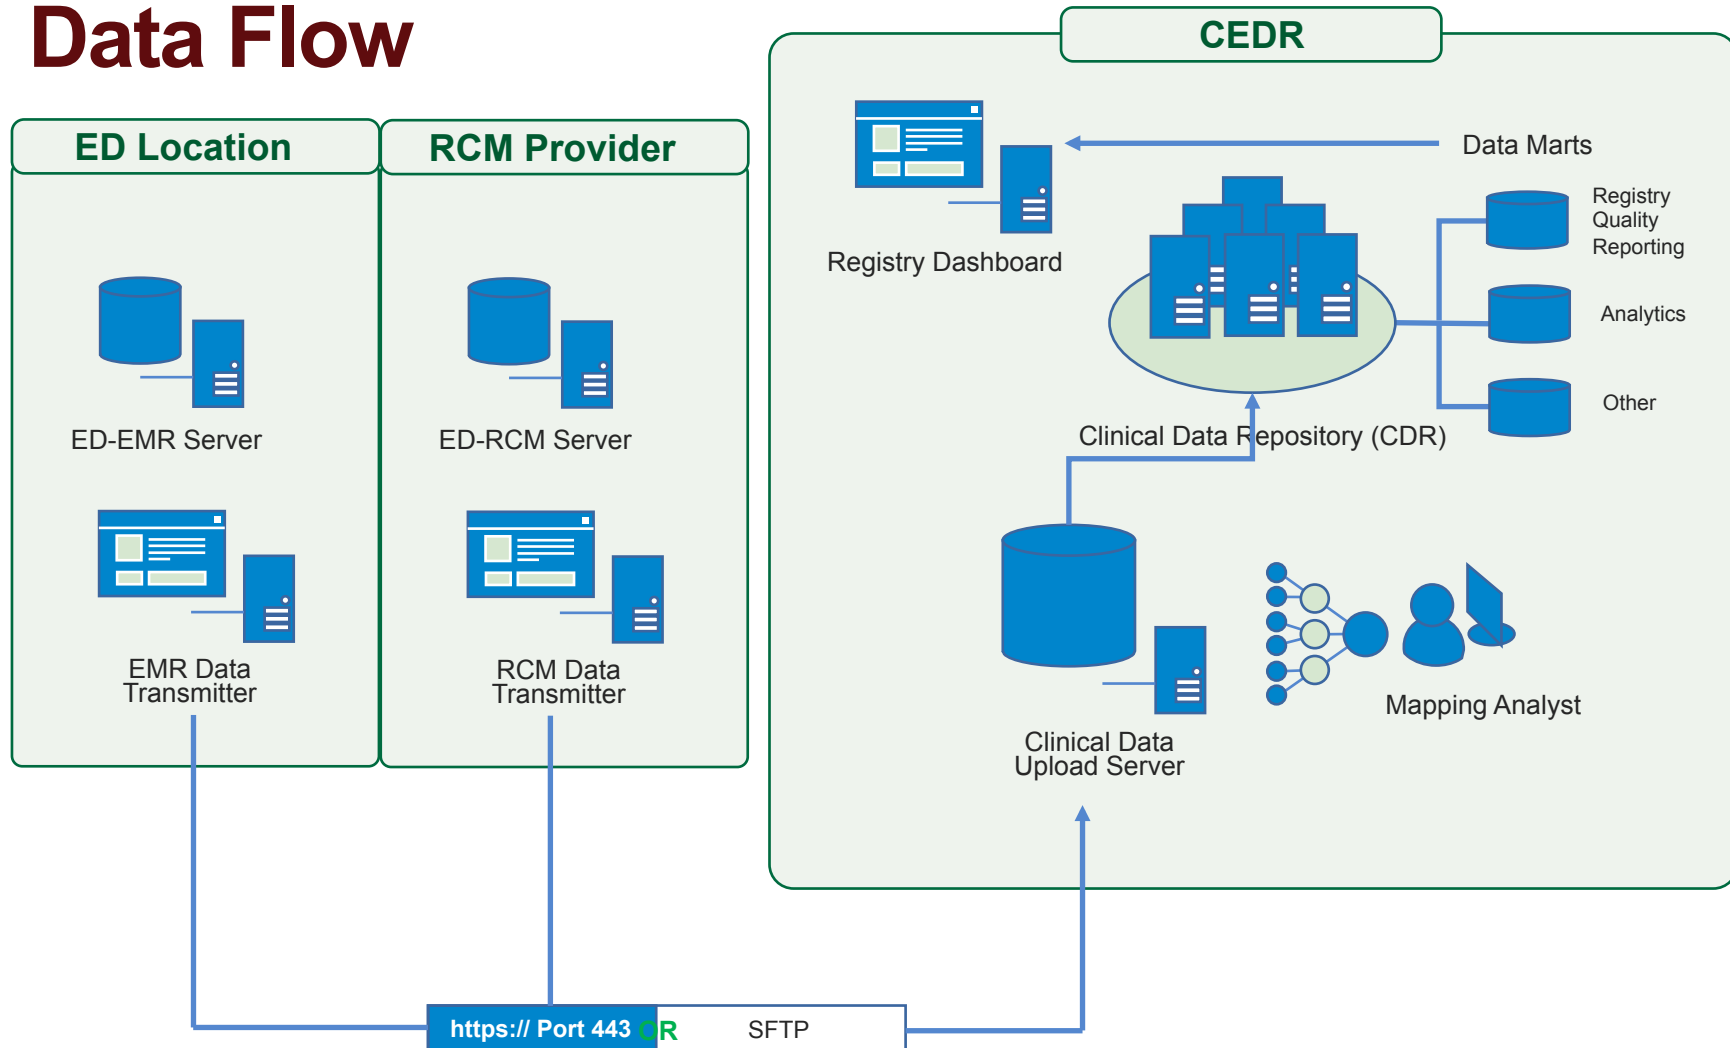 Data Flow
CEDR
ED Location
RCM Provider
Data Marts
Registry
Quality
Reporting
Registry Dashboard
Analytics
Other
ED-EMR Server
ED-RCM Server
Clinical Data Repository (CDR)
EMR Data
Transmitter
RCM Data
Transmitter
Mapping Analyst
Clinical Data
Upload Server
https:// Port 443 OR SFTP